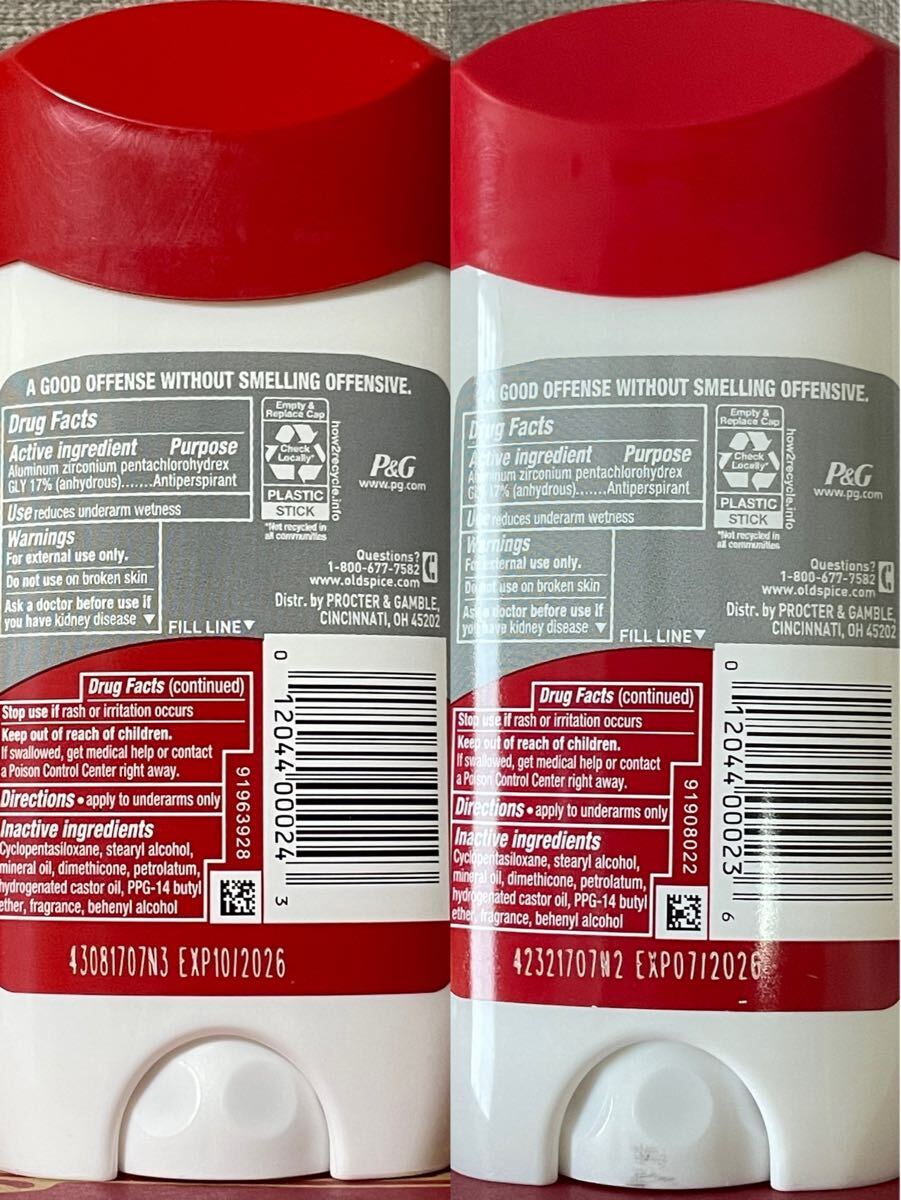 A GOOD OFFENSE WITHOUT SMELLING OFFENSIVE.
Drug Facts
Active ingredient Purpose
Aluminum zirconium pentachlorohydrex
GLY 17% (anhydrous).......Antiperspirant
Use reduces underarm wetness
Warnings
For external use only.
Do not use on broken skin
Ask a doctor before use if
you have kidney disease ▼
Empty &
Replace Cap
Check
Locally*
PLASTIC
STICK
*Not recycled in
all communities
how2recycle.info
P&G
www.pg.com
Questions?
1-800-677-7582
www.oldspice.com
Distr. by PROCTER & GAMBLE,
CINCINNATI, OH 45202
FILL LINE▼
Drug Facts (continued)
Stop use if rash or irritation occurs
Keep out of reach of children.
If swallowed, get medical help or contact
a Poison Control Center right away.
Directions • apply to underarms only
Inactive ingredients
Cyclopentasiloxane, stearyl alcohol,
mineral oil, dimethicone, petrolatum,
hydrogenated castor oil, PPG-14 butyl
ether, fragrance, behenyl alcohol
91963928
0 12044 00024 3
43081707N3 EXP10/2026
A GOOD OFFENSE WITHOUT SMELLING OFFENSIVE.
Drug Facts
Active ingredient Purpose
Aluminum zirconium pentachlorohydrex
GLY 17% (anhydrous).......Antiperspirant
Use reduces underarm wetness
Warnings
For external use only.
Do not use on broken skin
Ask a doctor before use if
you have kidney disease ▼
Empty &
Replace Cap
Check
Locally*
PLASTIC
STICK
*Not recycled in
all communities
how2recycle.info
P&G
www.pg.com
Questions?
1-800-677-7582
www.oldspice.com
Distr. by PROCTER & GAMBLE,
CINCINNATI, OH 45202
FILL LINE▼
Drug Facts (continued)
Stop use if rash or irritation occurs
Keep out of reach of children.
If swallowed, get medical help or contact
a Poison Control Center right away.
Directions • apply to underarms only
Inactive ingredients
Cyclopentasiloxane, stearyl alcohol,
mineral oil, dimethicone, petrolatum,
hydrogenated castor oil, PPG-14 butyl
ether, fragrance, behenyl alcohol
91908022
0 12044 00023 6
42321707N2 EXP07/2026